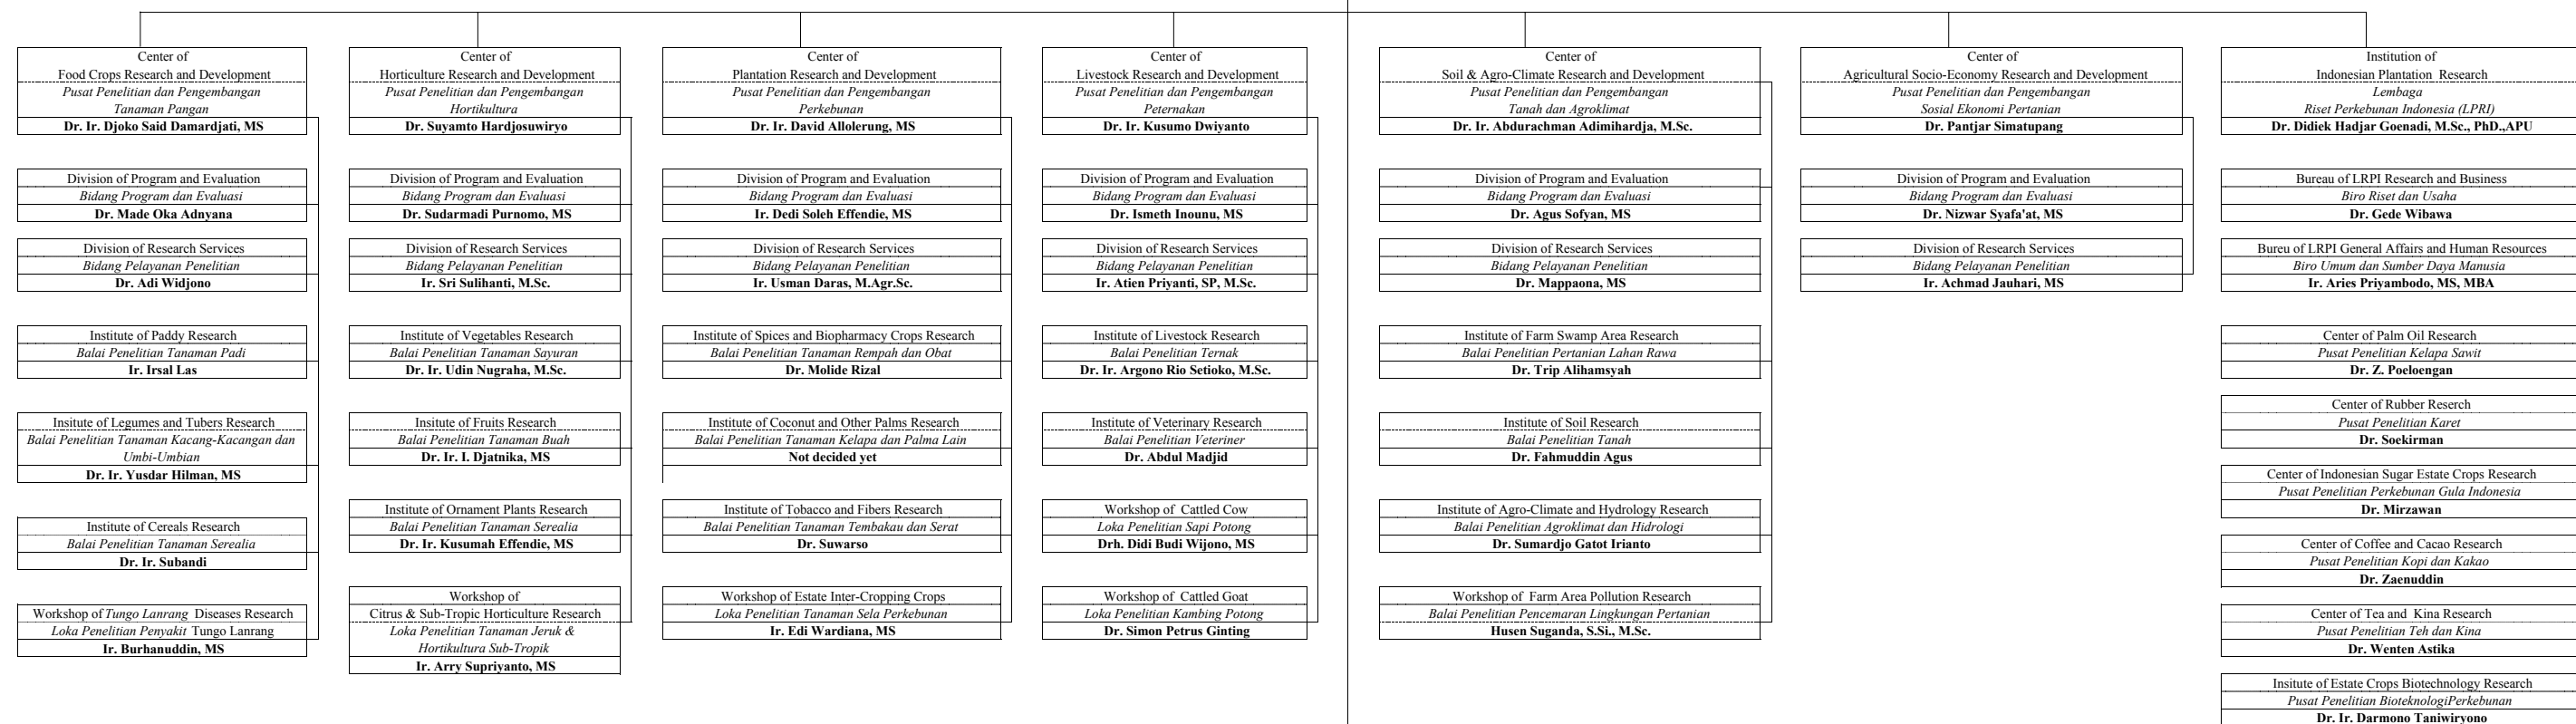 Center of
Food Crops Research and Development
Pusat Penelitian dan Pengembangan
Tanaman Pangan
Dr. Ir. Djoko Said Damardjati, MS
Division of Program and Evaluation
Bidang Program dan Evaluasi
Dr. Made Oka Adnyana
Division of Research Services
Bidang Pelayanan Penelitian
Dr. Adi Widjono
Institute of Paddy Research
Balai Penelitian Tanaman Padi
Ir. Irsal Las
Insitute of Legumes and Tubers Research
Balai Penelitian Tanaman Kacang-Kacangan dan
Umbi-Umbian
Dr. Ir. Yusdar Hilman, MS
Institute of Cereals Research
Balai Penelitian Tanaman Serealia
Dr. Ir. Subandi
Workshop of Tungo Lanrang Diseases Research
Loka Penelitian Penyakit Tungo Lanrang
Ir. Burhanuddin, MS
Center of
Horticulture Research and Development
Pusat Penelitian dan Pengembangan
Hortikultura
Dr. Suyamto Hardjosuwiryo
Division of Program and Evaluation
Bidang Program dan Evaluasi
Dr. Sudarmadi Purnomo, MS
Division of Research Services
Bidang Pelayanan Penelitian
Ir. Sri Sulihanti, M.Sc.
Institute of Vegetables Research
Balai Penelitian Tanaman Sayuran
Dr. Ir. Udin Nugraha, M.Sc.
Insitute of Fruits Research
Balai Penelitian Tanaman Buah
Dr. Ir. I. Djatnika, MS
Institute of Ornament Plants Research
Balai Penelitian Tanaman Serealia
Dr. Ir. Kusumah Effendie, MS
Workshop of
Citrus & Sub-Tropic Horticulture Research
Loka Penelitian Tanaman Jeruk &
Hortikultura Sub-Tropik
Ir. Arry Supriyanto, MS
Center of
Plantation Research and Development
Pusat Penelitian dan Pengembangan
Perkebunan
Dr. Ir. David Allolerung, MS
Division of Program and Evaluation
Bidang Program dan Evaluasi
Ir. Dedi Soleh Effendie, MS
Division of Research Services
Bidang Pelayanan Penelitian
Ir. Usman Daras, M.Agr.Sc.
Institute of Spices and Biopharmacy Crops Research
Balai Penelitian Tanaman Rempah dan Obat
Dr. Molide Rizal
Institute of Coconut and Other Palms Research
Balai Penelitian Tanaman Kelapa dan Palma Lain
Not decided yet
Institute of Tobacco and Fibers Research
Balai Penelitian Tanaman Tembakau dan Serat
Dr. Suwarso
Workshop of Estate Inter-Cropping Crops
Loka Penelitian Tanaman Sela Perkebunan
Ir. Edi Wardiana, MS
Center of
Livestock Research and Development
Pusat Penelitian dan Pengembangan
Peternakan
Dr. Ir. Kusumo Dwiyanto
Division of Program and Evaluation
Bidang Program dan Evaluasi
Dr. Ismeth Inounu, MS
Division of Research Services
Bidang Pelayanan Penelitian
Ir. Atien Priyanti, SP, M.Sc.
Institute of Livestock Research
Balai Penelitian Ternak
Dr. Ir. Argono Rio Setioko, M.Sc.
Institute of Veterinary Research
Balai Penelitian Veteriner
Dr. Abdul Madjid
Workshop of Cattled Cow
Loka Penelitian Sapi Potong
Drh. Didi Budi Wijono, MS
Workshop of Cattled Goat
Loka Penelitian Kambing Potong
Dr. Simon Petrus Ginting
Center of
Soil & Agro-Climate Research and Development
Pusat Penelitian dan Pengembangan
Tanah dan Agroklimat
Dr. Ir. Abdurachman Adimihardja, M.Sc.
Division of Program and Evaluation
Bidang Program dan Evaluasi
Dr. Agus Sofyan, MS
Division of Research Services
Bidang Pelayanan Penelitian
Dr. Mappaona, MS
Institute of Farm Swamp Area Research
Balai Penelitian Pertanian Lahan Rawa
Dr. Trip Alihamsyah
Institute of Soil Research
Balai Penelitian Tanah
Dr. Fahmuddin Agus
Institute of Agro-Climate and Hydrology Research
Balai Penelitian Agroklimat dan Hidrologi
Dr. Sumardjo Gatot Irianto
Workshop of Farm Area Pollution Research
Balai Penelitian Pencemaran Lingkungan Pertanian
Husen Suganda, S.Si., M.Sc.
Center of
Agricultural Socio-Economy Research and Development
Pusat Penelitian dan Pengembangan
Sosial Ekonomi Pertanian
Dr. Pantjar Simatupang
Division of Program and Evaluation
Bidang Program dan Evaluasi
Dr. Nizwar Syafa'at, MS
Division of Research Services
Bidang Pelayanan Penelitian
Ir. Achmad Jauhari, MS
Institution of
Indonesian Plantation Research
Lembaga
Riset Perkebunan Indonesia (LPRI)
Dr. Didiek Hadjar Goenadi, M.Sc., PhD.,APU
Bureau of LRPI Research and Business
Biro Riset dan Usaha
Dr. Gede Wibawa
Bureu of LRPI General Affairs and Human Resources
Biro Umum dan Sumber Daya Manusia
Ir. Aries Priyambodo, MS, MBA
Center of Palm Oil Research
Pusat Penelitian Kelapa Sawit
Dr. Z. Poeloengan
Center of Rubber Reserch
Pusat Penelitian Karet
Dr. Soekirman
Center of Indonesian Sugar Estate Crops Research
Pusat Penelitian Perkebunan Gula Indonesia
Dr. Mirzawan
Center of Coffee and Cacao Research
Pusat Penelitian Kopi dan Kakao
Dr. Zaenuddin
Center of Tea and Kina Research
Pusat Penelitian Teh dan Kina
Dr. Wenten Astika
Insitute of Estate Crops Biotechnology Research
Pusat Penelitian BioteknologiPerkebunan
Dr. Ir. Darmono Taniwiryono